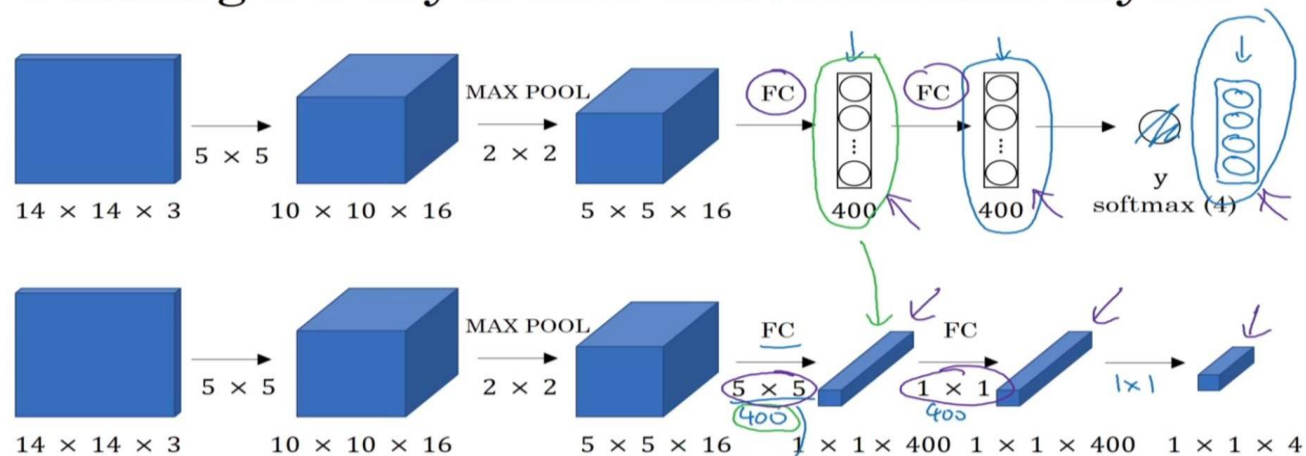 MAX POOL
FC
FC
5 × 5
2 × 2
y
14 × 14 × 3
10 × 10 × 16
5 × 5 × 16
400
400
softmax (4)
MAX POOL
FC
FC
5 × 5
2 × 2
5 × 5
1 × 1
1×1
400
400
14 × 14 × 3
10 × 10 × 16
5 × 5 × 16
1 × 1 × 400
1 × 1 × 400
1 × 1 × 4